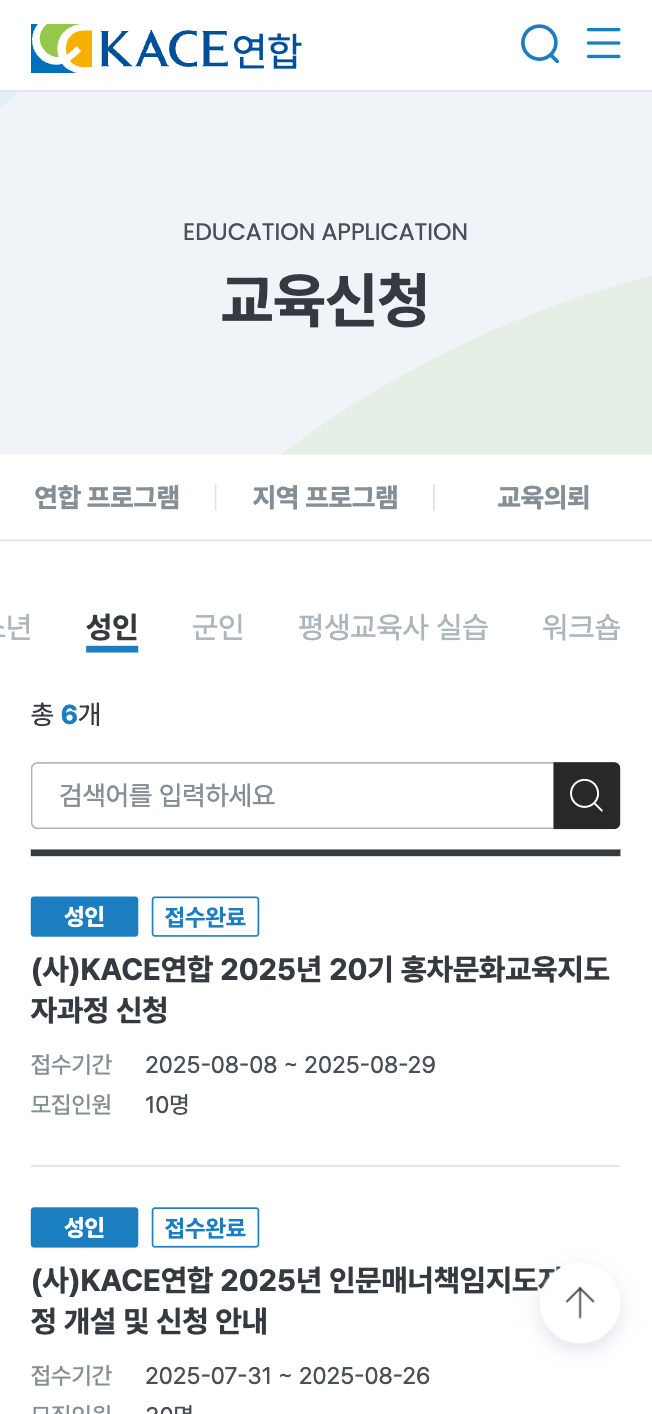 KACE연합
EDUCATION APPLICATION
교육신청
연합 프로그램 지역 프로그램 교육의뢰
년 성인 군인 평생교육사 실습 워크숍
총 6개
검색어를 입력하세요
성인 접수완료
(사)KACE연합 2025년 20기 홍차문화교육지도
자과정 신청
접수기간 2025-08-08 ~ 2025-08-29
모집인원 10명
성인 접수완료
(사)KACE연합 2025년 인문매너책임지도
정 개설 및 신청 안내
접수기간 2025-07-31 ~ 2025-08-26